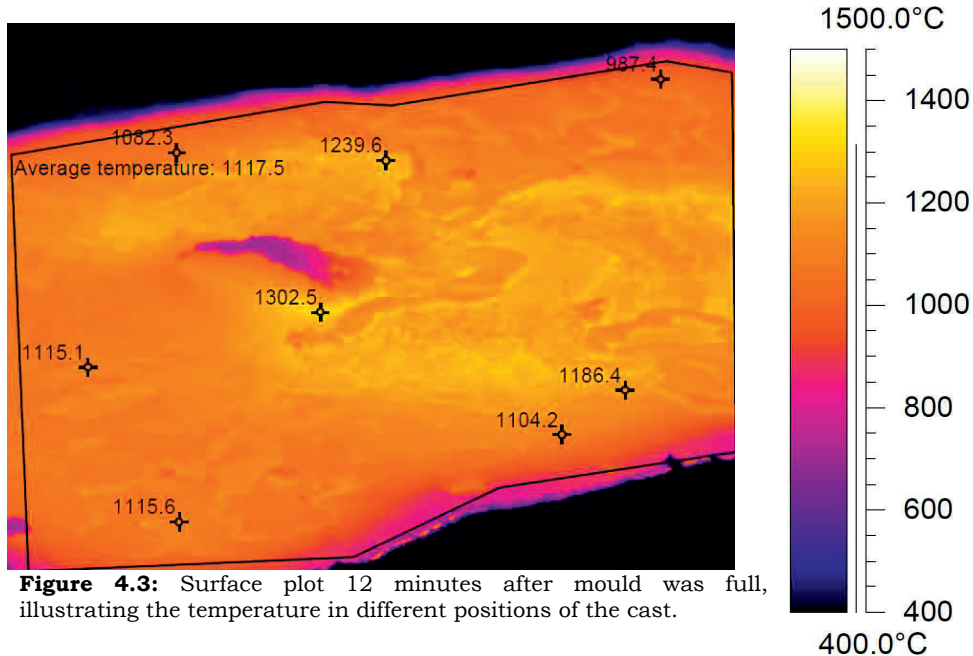 1500.0°C
987.4
1400
1082.3
1239.6
Average temperature: 1117.5
1200
1302.5
1000
1115.1
1186.4
800
1104.2
1115.6
600
Figure 4.3: Surface plot 12 minutes after mould was full,
illustrating the temperature in different positions of the cast.
400
400.0°C